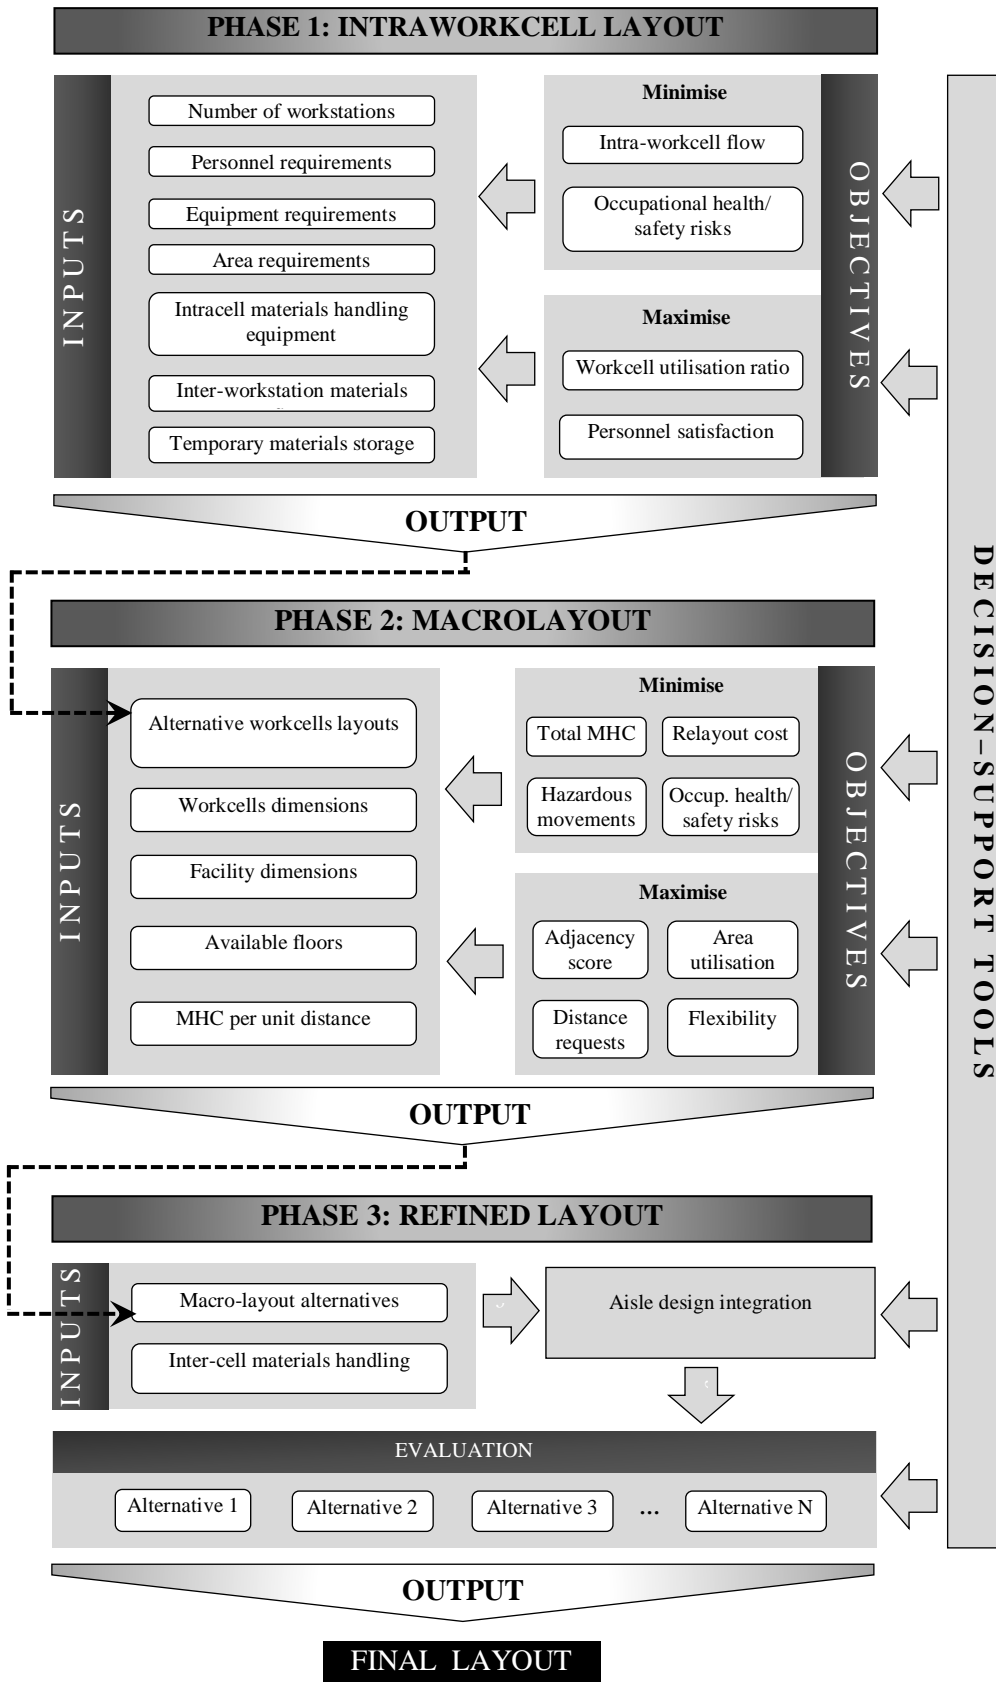 PHASE 1: INTRAWORKCELL LAYOUT
INPUTS
Number of workstations
Personnel requirements
Equipment requirements
Area requirements
Intracell materials handling
equipment
Inter-workstation materials
Temporary materials storage
Minimise
Intra-workcell flow
Occupational health/
safety risks
Maximise
Workcell utilisation ratio
Personnel satisfaction
OBJECTIVES
OUTPUT
PHASE 2: MACROLAYOUT
INPUTS
Alternative workcells layouts
Workcells dimensions
Facility dimensions
Available floors
MHC per unit distance
Minimise
Total MHC
Relayout cost
Hazardous
movements
Occup. health/
safety risks
Maximise
Adjacency
score
Area
utilisation
Distance
requests
Flexibility
OBJECTIVES
OUTPUT
PHASE 3: REFINED LAYOUT
INPUTS
Macro-layout alternatives
Inter-cell materials handling
Aisle design integration
EVALUATION
Alternative 1
Alternative 2
Alternative 3
...
Alternative N
OUTPUT
FINAL LAYOUT
DECISION–SUPPORT TOOLS